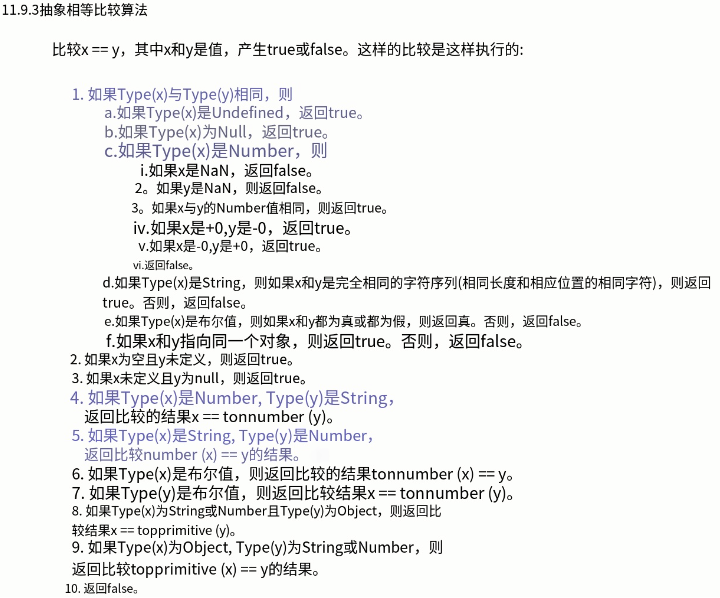 11.9.3抽象相等比较算法
比较x == y，其中x和y是值，产生true或false。这样的比较是这样执行的:
1. 如果Type(x)与Type(y)相同，则
a.如果Type(x)是Undefined，返回true。
b.如果Type(x)为Null，返回true。
c.如果Type(x)是Number，则
i.如果x是NaN，返回false。
2。如果y是NaN，则返回false。
3。如果x与y的Number值相同，则返回true。
iv.如果x是+0,y是-0，返回true。
v.如果x是-0,y是+0，返回true。
vi.返回false。
d.如果Type(x)是String，则如果x和y是完全相同的字符序列(相同长度和相应位置的相同字符)，则返回
true。否则，返回false。
e.如果Type(x)是布尔值，则如果x和y都为真或都为假，则返回真。否则，返回false。
f.如果x和y指向同一个对象，则返回true。否则，返回false。
2. 如果x为空且y未定义，则返回true。
3. 如果x未定义且y为null，则返回true。
4. 如果Type(x)是Number, Type(y)是String，
返回比较的结果x == tonnumber (y)。
5. 如果Type(x)是String, Type(y)是Number，
返回比较number (x) == y的结果。
6. 如果Type(x)是布尔值，则返回比较的结果tonnumber (x) == y。
7. 如果Type(y)是布尔值，则返回比较结果x == tonnumber (y)。
8. 如果Type(x)为String或Number且Type(y)为Object，则返回比
较结果x == topprimitive (y)。
9. 如果Type(x)为Object, Type(y)为String或Number，则
返回比较topprimitive (x) == y的结果。
10. 返回false。